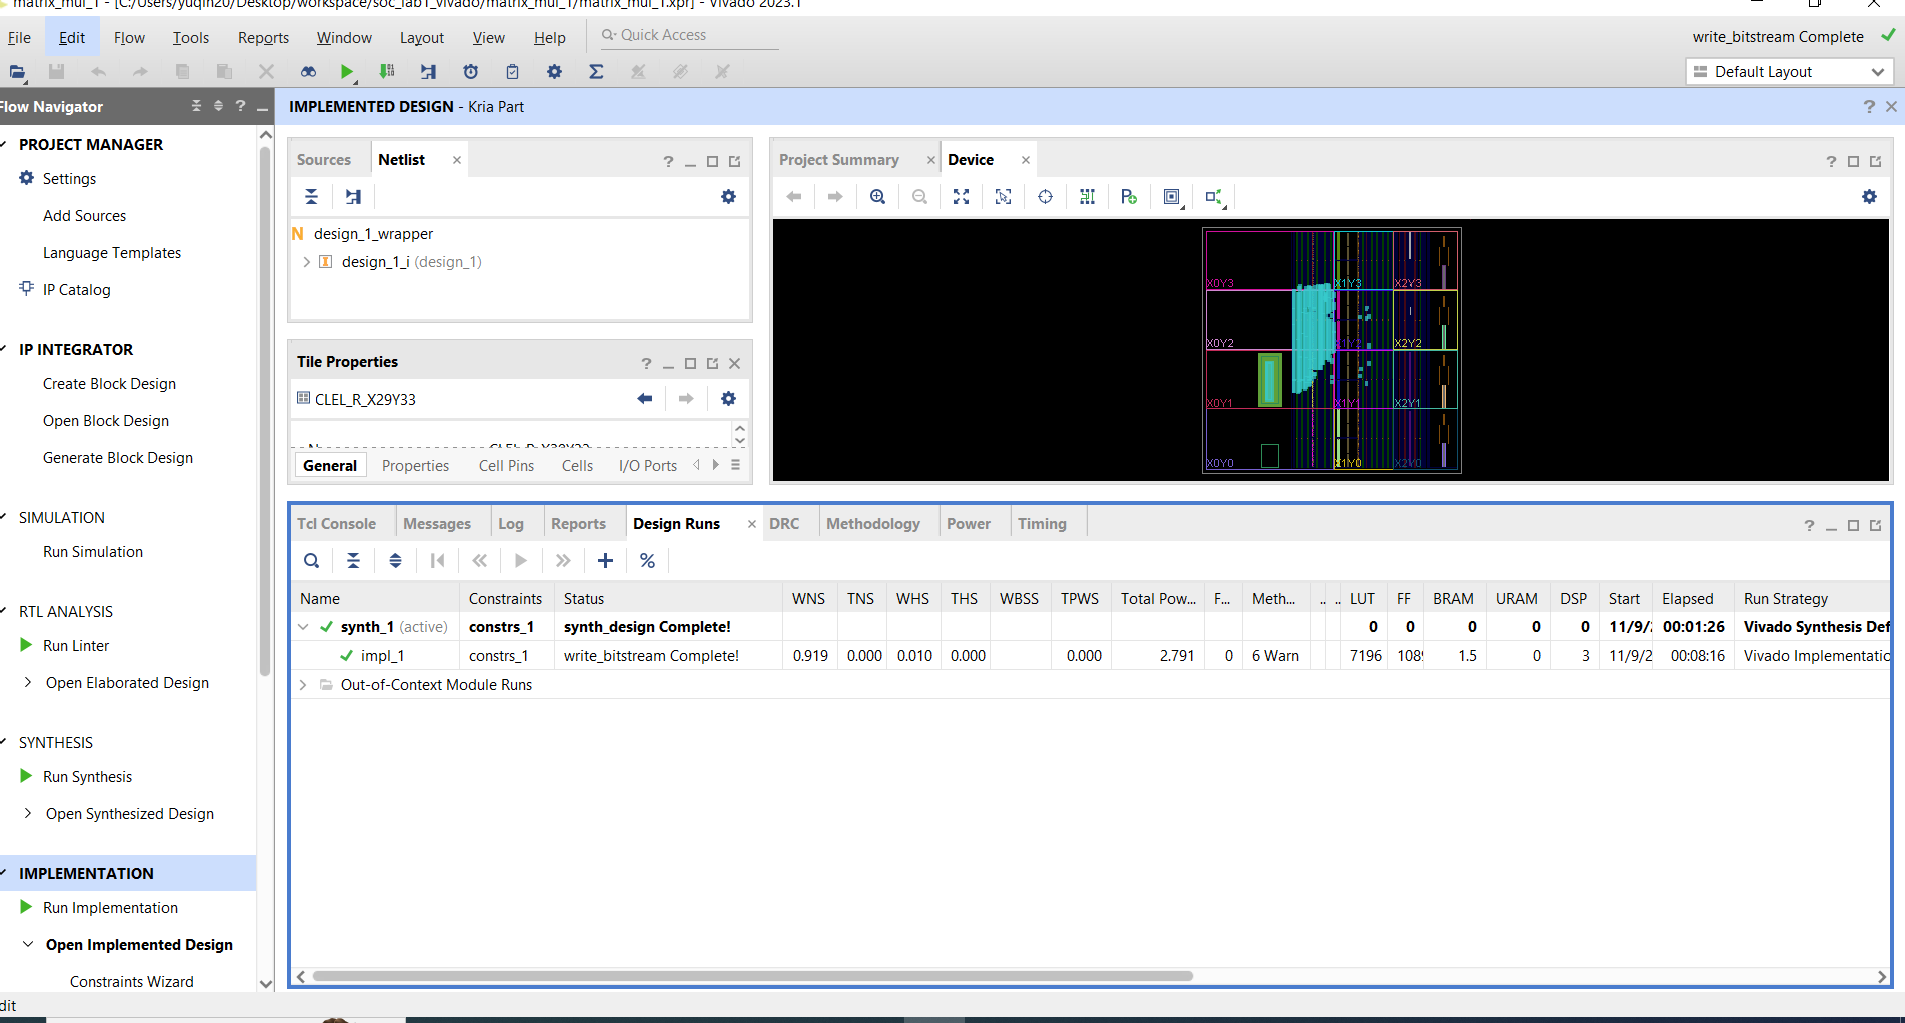 matrix_mul_1 - [C:/Users/yuqin20/Desktop/workspace/soc_lab1_vivado/matrix_mul_1/matrix_mul_1.xpr] - Vivado 2023.1
File Edit Flow Tools Reports Window Layout View Help Quick Access
write_bitstream Complete
Default Layout
Flow Navigator
IMPLEMENTED DESIGN - Kria Part
PROJECT MANAGER
Settings
Add Sources
Language Templates
IP Catalog
IP INTEGRATOR
Create Block Design
Open Block Design
Generate Block Design
SIMULATION
Run Simulation
RTL ANALYSIS
Run Linter
Open Elaborated Design
SYNTHESIS
Run Synthesis
Open Synthesized Design
IMPLEMENTATION
Run Implementation
Open Implemented Design
Constraints Wizard
Sources Netlist
design_1_wrapper
design_1_i (design_1)
Tile Properties
CLEL_R_X29Y33
General Properties Cell Pins Cells I/O Ports
Project Summary Device
X0Y3 X1Y3 X2Y3
X0Y2 X1Y2 X2Y2
X0Y1 X1Y1 X2Y1
X0Y0 X1Y0 X2Y0
Tcl Console Messages Log Reports Design Runs DRC Methodology Power Timing
Name Constraints Status WNS TNS WHS THS WBSS TPWS Total Pow... F... Meth... .. .. LUT FF BRAM URAM DSP Start Elapsed Run Strategy
synth_1 (active) constrs_1 synth_design Complete! 0 0 0 0 0 11/9/ 00:01:26 Vivado Synthesis Def
impl_1 constrs_1 write_bitstream Complete! 0.919 0.000 0.010 0.000 0.000 2.791 0 6 Warn 7196 108 1.5 0 3 11/9/2 00:08:16 Vivado Implementatio
Out-of-Context Module Runs
dit